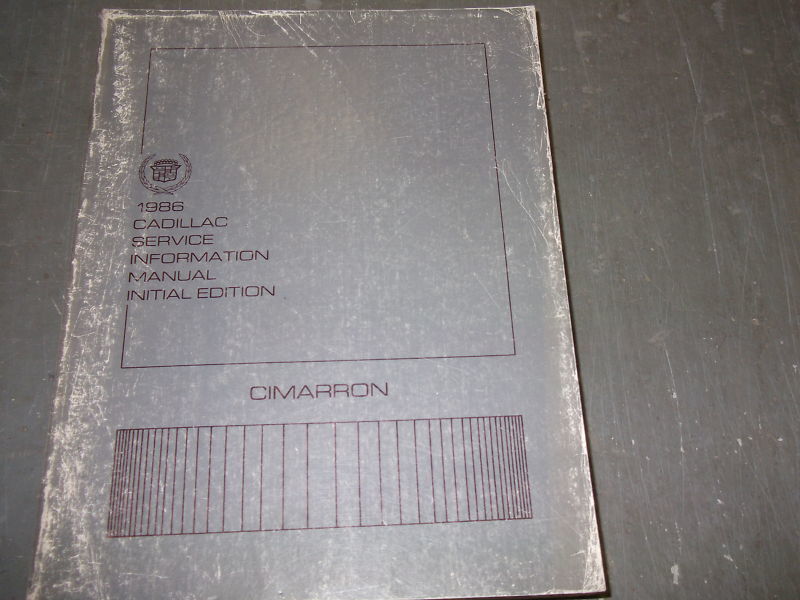 1986
CADILLAC
SERVICE
INFORMATION
MANUAL
INITIAL EDITION
CIMARRON